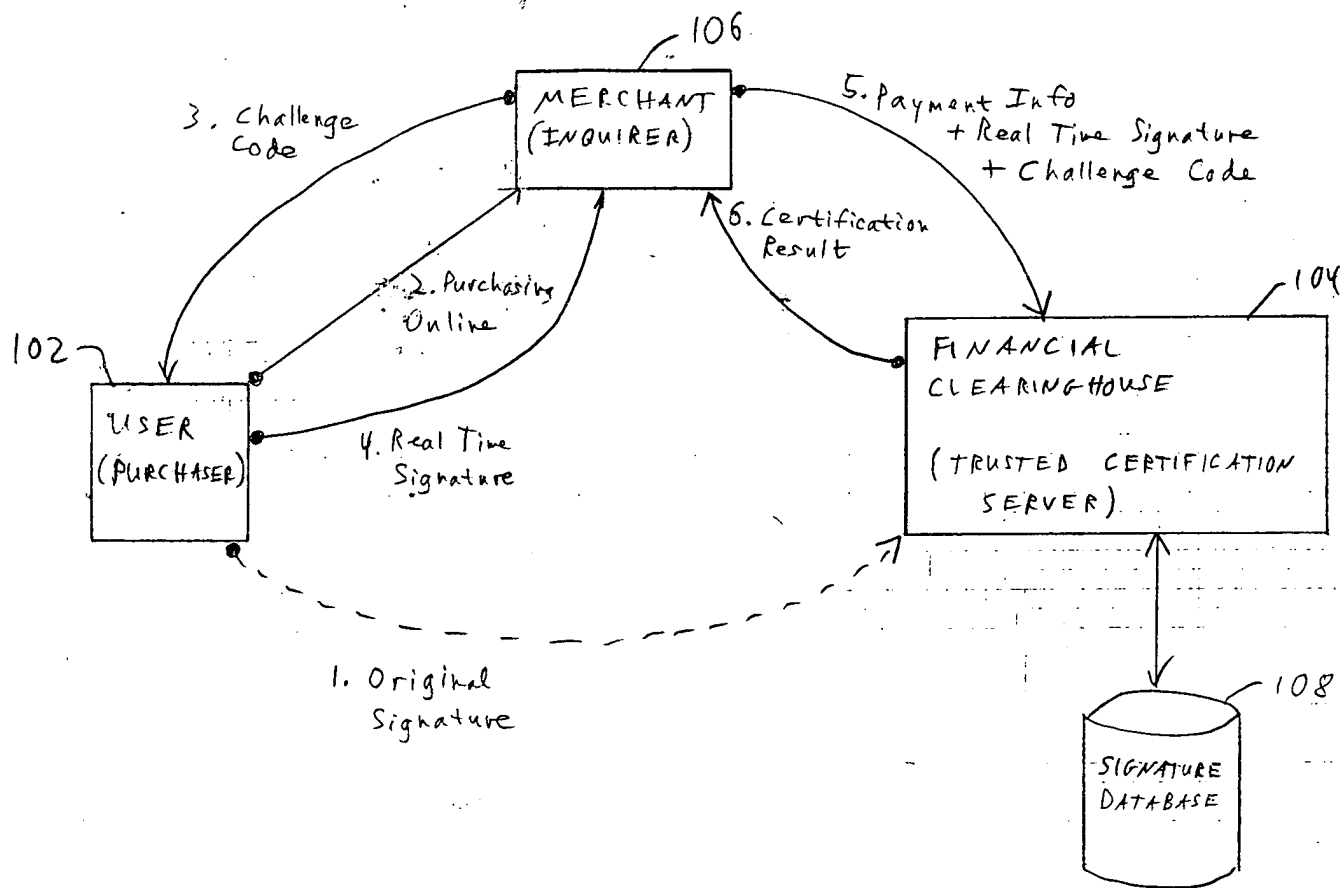 106
MERCHANT
(INQUIRER)
3. Challenge
Code
5. Payment Info
+ Real Time Signature
+ Challenge Code
6. Certification
Result
2. Purchasing
Online
104
FINANCIAL
CLEARINGHOUSE
(TRUSTED CERTIFICATION
SERVER)
102
USER
(PURCHASER)
4. Real Time
Signature
1. Original
Signature
108
SIGNATURE
DATABASE